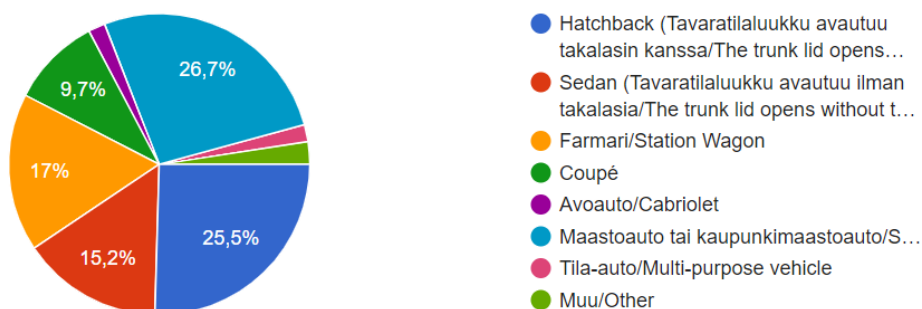 26,7%
9,7%
17%
15,2%
25,5%
Hatchback (Tavaratilaluukku avautuu
takalasin kanssa/The trunk lid opens…
Sedan (Tavaratilaluukku avautuu ilman
takalasia/The trunk lid opens without t…
Farmari/Station Wagon
Coupé
Avoauto/Cabriolet
Maastoauto tai kaupunkimaastoauto/S…
Tila-auto/Multi-purpose vehicle
Muu/Other